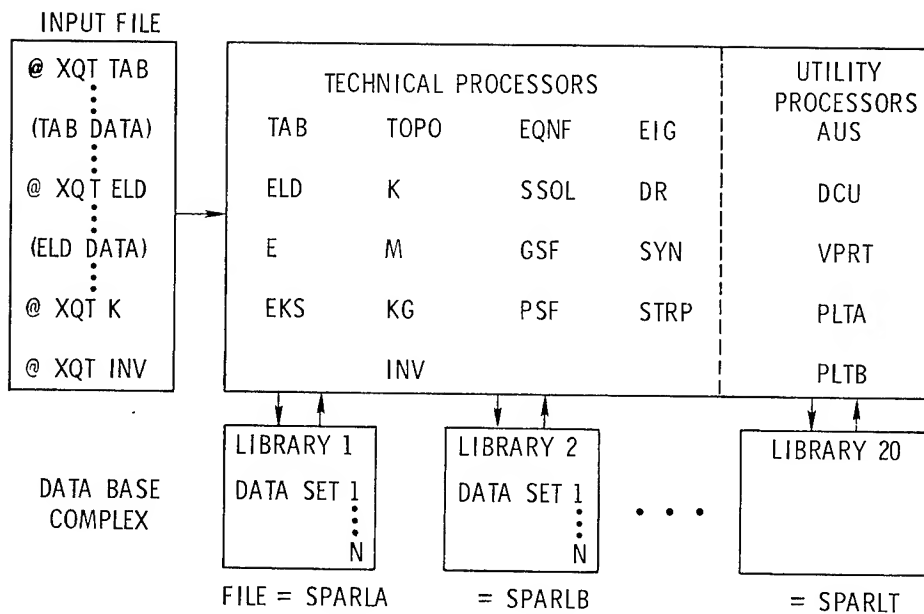 INPUT FILE
@ XQT TAB
(TAB DATA)
@ XQT ELD
(ELD DATA)
@ XQT K
@ XQT INV
TECHNICAL PROCESSORS
TAB TOPO EQNF EIG
ELD K SSOL DR
E M GSF SYN
EKS KG PSF STRP
INV
UTILITY
PROCESSORS
AUS
DCU
VPRT
PLTA
PLTB
DATA BASE
COMPLEX
LIBRARY 1
DATA SET 1
N
LIBRARY 2
DATA SET 1
N
LIBRARY 20
FILE = SPARLA
= SPARLB
= SPARLT